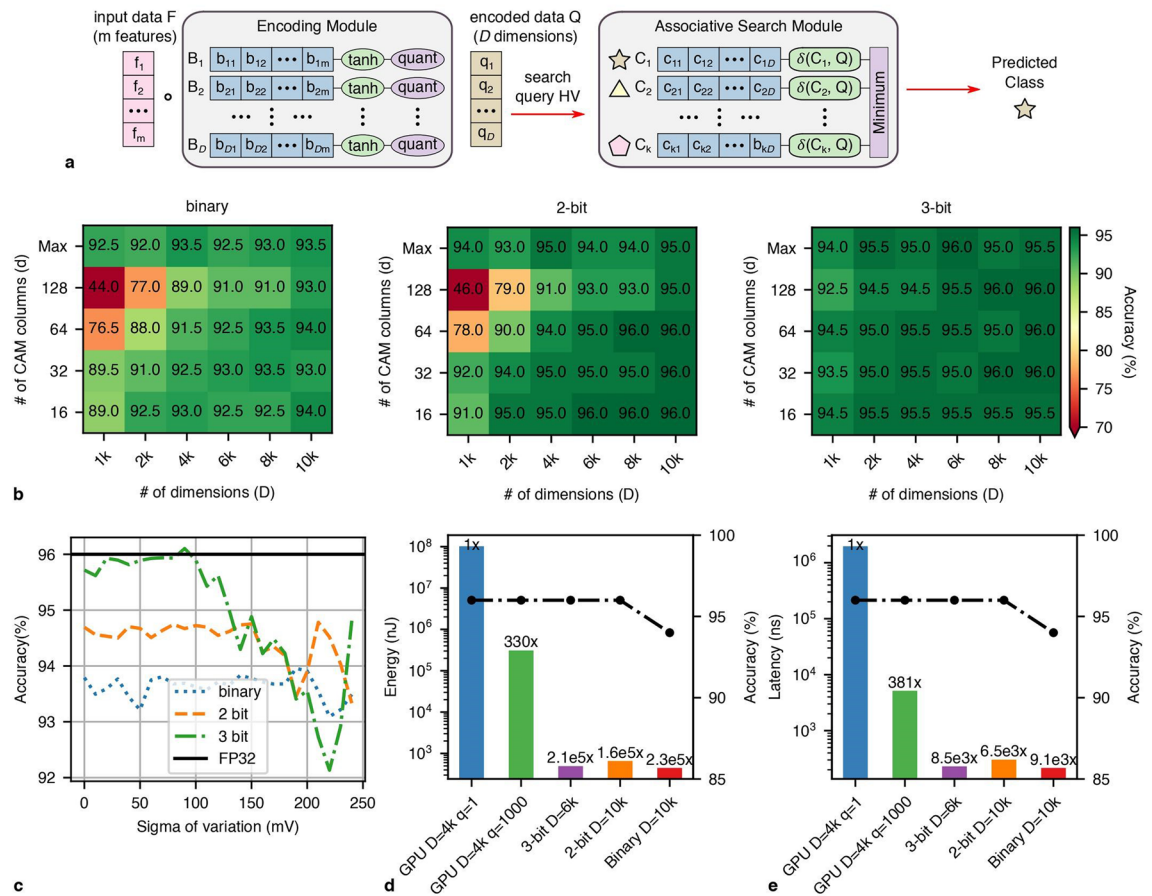 input data F
(m features)
Encoding Module
encoded data Q
(D dimensions)
Associative Search Module
f1
f2
•••
fm
∘
B1 b11 b12 ••• b1m tanh quant
B2 b21 b22 ••• b2m tanh quant
BD bD1 bD2 ••• bDm tanh quant
q1
q2
•••
qD
search
query HV
C1 c11 c12 ••• c1D δ(C1, Q)
C2 c21 c22 ••• c2D δ(C2, Q)
Ck ck1 ck2 ••• bkD δ(Ck, Q)
Minimum
Predicted
Class
a
binary
# of CAM columns (d)
Max 92.5 92.0 93.5 92.5 93.0 93.5
128 44.0 77.0 89.0 91.0 91.0 93.0
64 76.5 88.0 91.5 92.5 93.5 94.0
32 89.5 91.0 92.5 93.0 93.5 93.0
16 89.0 92.5 93.0 92.5 92.5 94.0
1k 2k 4k 6k 8k 10k
# of dimensions (D)
2-bit
# of CAM columns (d)
Max 94.0 93.0 95.0 94.0 94.0 95.0
128 46.0 79.0 91.0 93.0 93.0 95.0
64 78.0 90.0 94.0 95.0 96.0 96.0
32 92.0 94.0 95.0 95.0 95.0 96.0
16 91.0 95.0 95.0 96.0 96.0 96.0
1k 2k 4k 6k 8k 10k
# of dimensions (D)
3-bit
# of CAM columns (d)
Max 94.0 95.5 95.0 96.0 95.0 95.5
128 92.5 94.5 94.5 95.5 96.0 96.0
64 94.5 95.0 95.5 95.5 95.0 96.0
32 93.5 95.0 95.5 95.0 96.0 96.0
16 94.5 95.5 95.5 95.5 95.5 95.5
1k 2k 4k 6k 8k 10k
# of dimensions (D)
95
90
85
80
75
70
Accuracy (%)
b
Accuracy(%)
96
95
94
93
92
binary
2 bit
3 bit
FP32
0 50 100 150 200 250
Sigma of variation (mV)
c
Energy (nJ)
10^8
10^7
10^6
10^5
10^4
10^3
1x
330x
2.1e5x
1.6e5x
2.3e5x
100
95
90
85
Accuracy (%)
GPU D=4k q=1
GPU D=4k q=1000
3-bit D=6k
2-bit D=10k
Binary D=10k
d
Latency (ns)
10^6
10^5
10^4
10^3
1x
381x
8.5e3x
6.5e3x
9.1e3x
100
95
90
85
Accuracy (%)
GPU D=4k q=1
GPU D=4k q=1000
3-bit D=6k
2-bit D=10k
Binary D=10k
e